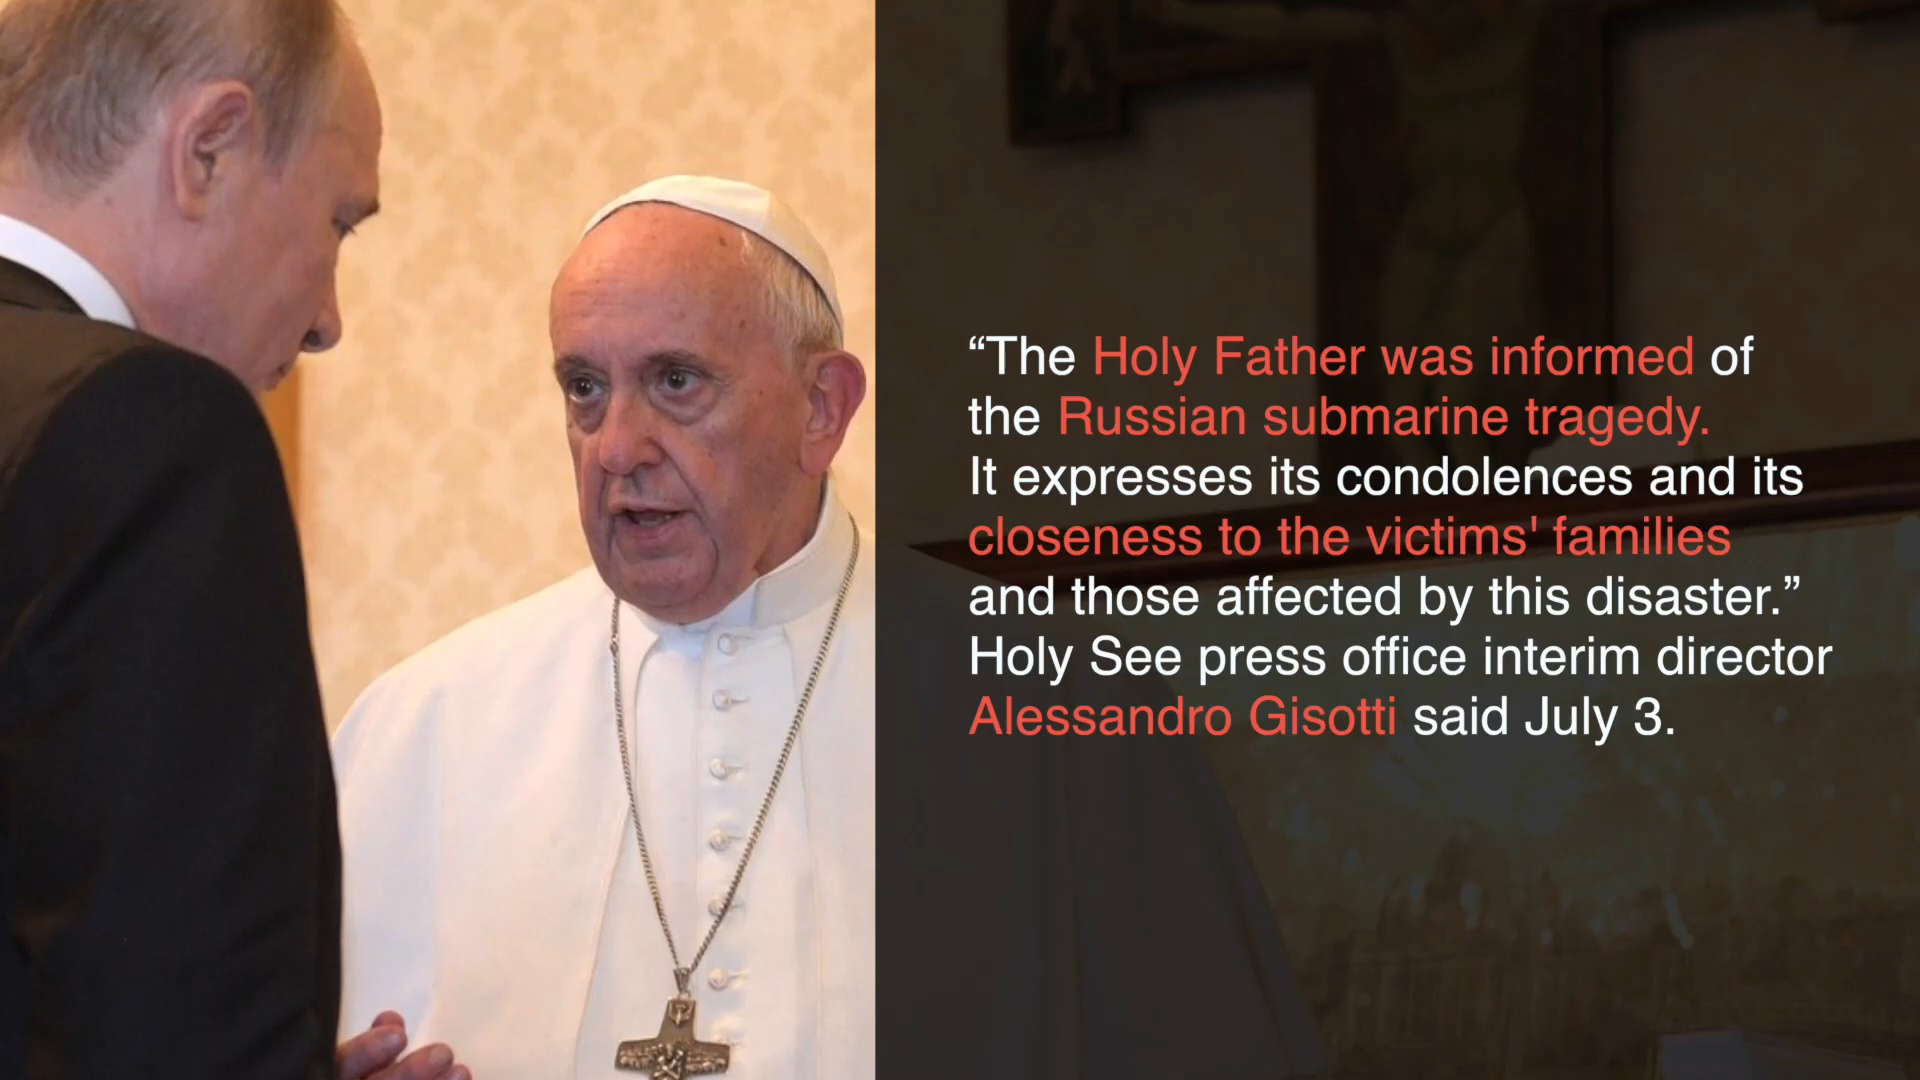 “The Holy Father was informed of
the Russian submarine tragedy.
It expresses its condolences and its
closeness to the victims' families
and those affected by this disaster.”
Holy See press office interim director
Alessandro Gisotti said July 3.